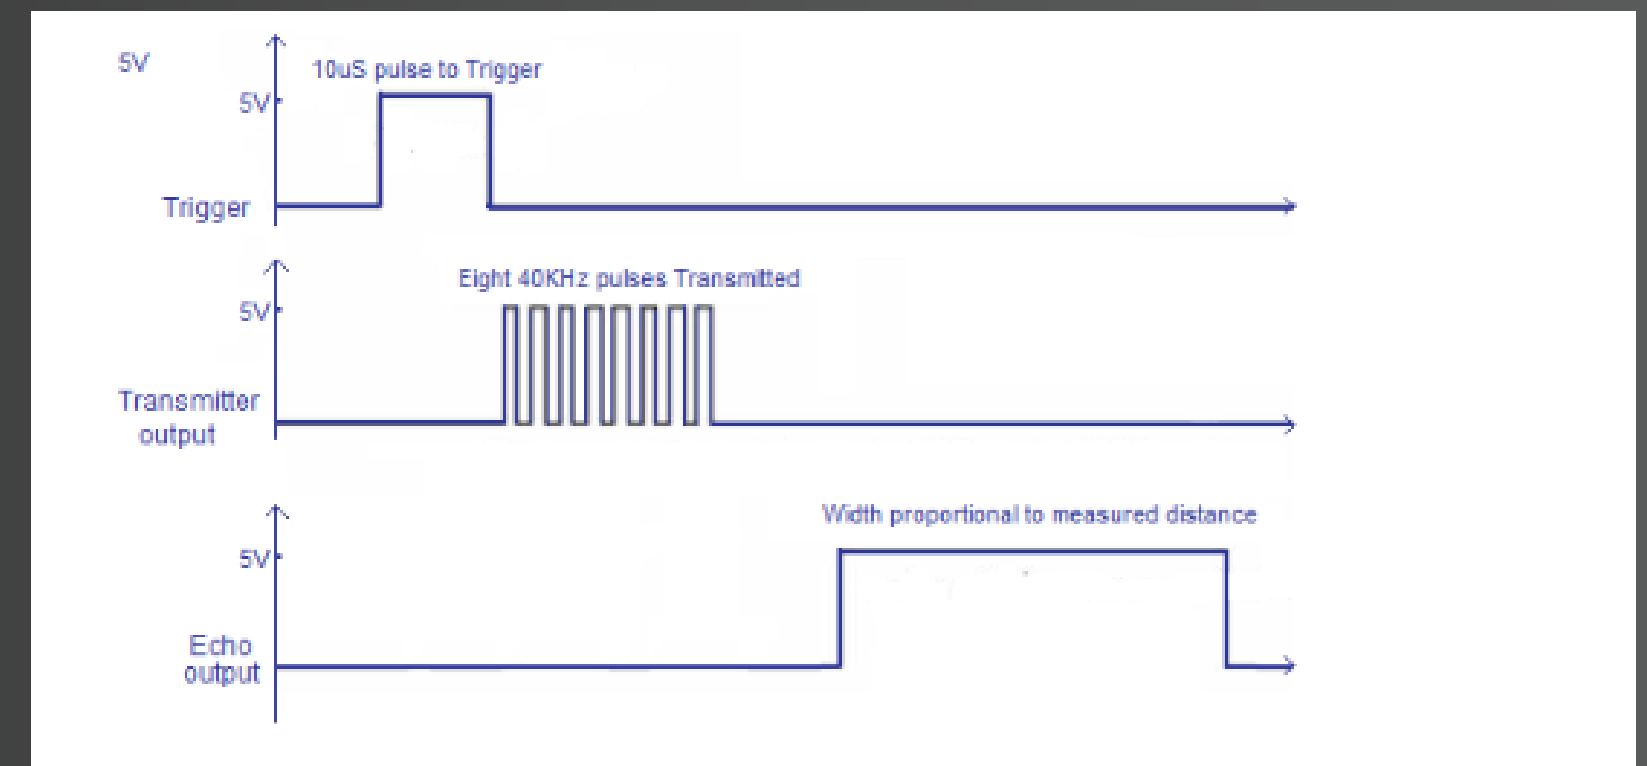 5V
10uS pulse to Trigger
5V
Trigger
Eight 40KHz pulses Transmitted
5V
Transmitter
output
Width proportional to measured distance
5V
Echo
output